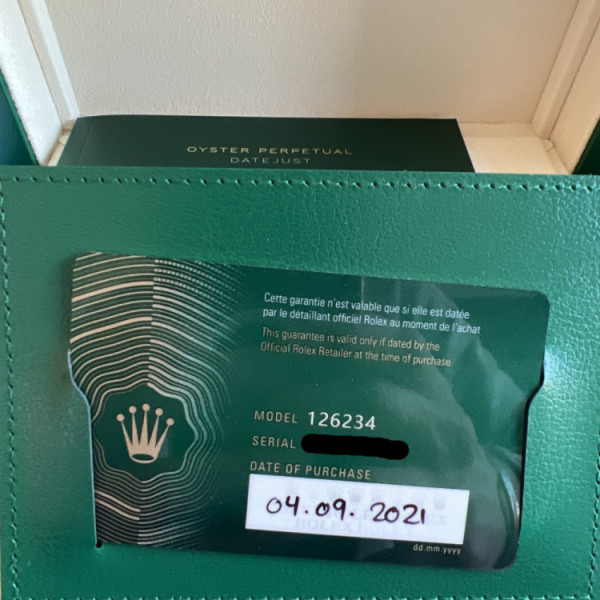 OYSTER PERPETUAL
DATEJUST
Cette garantie n'est valable que si elle est datée
par le détaillant officiel Rolex au moment de l'achat
This guarantee is valid only if dated by the
Official Rolex Retailer at the time of purchase
MODEL 126234
SERIAL
DATE OF PURCHASE
04.09.2021
ROLEX ROLEX
dd.mm.yyyy